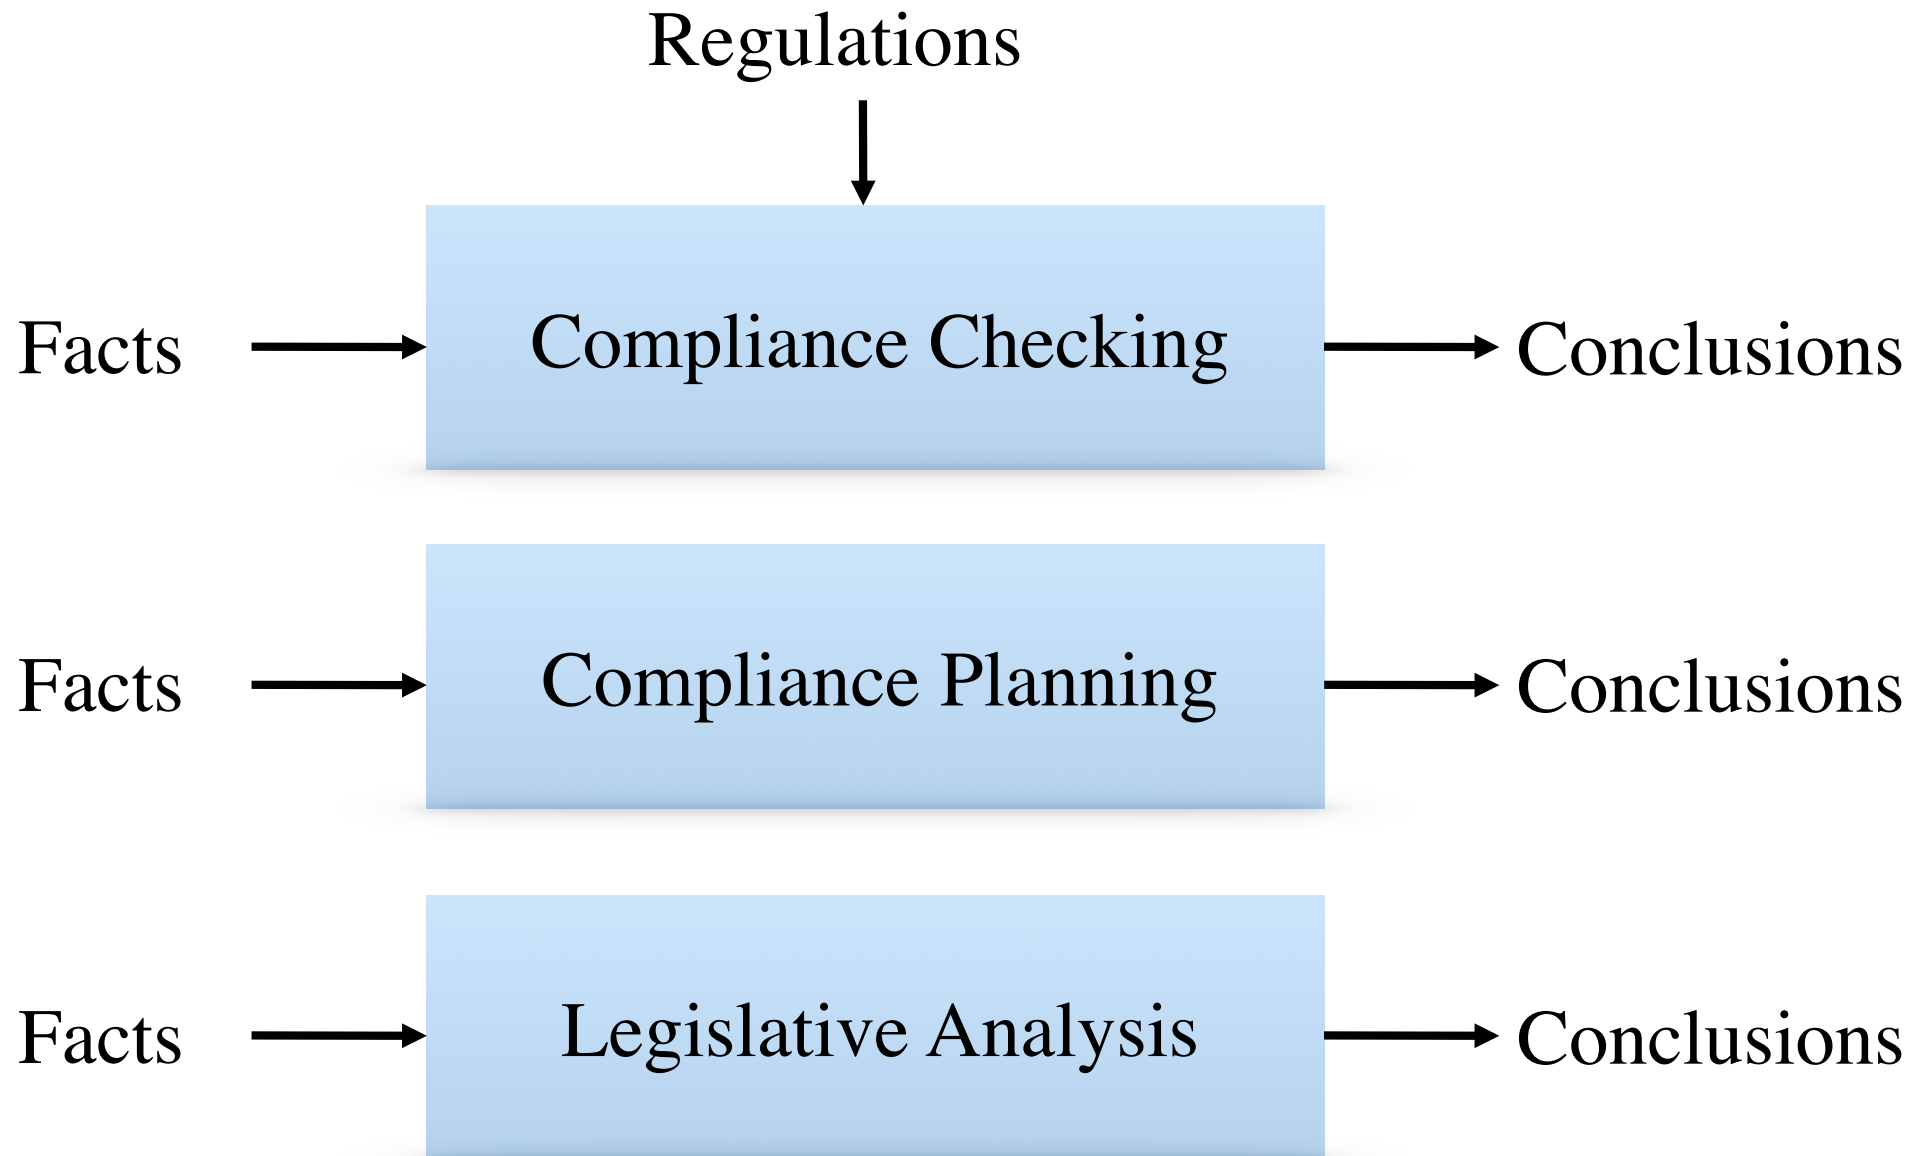 Regulations
Facts
Compliance Checking
Conclusions
Facts
Compliance Planning
Conclusions
Facts
Legislative Analysis
Conclusions